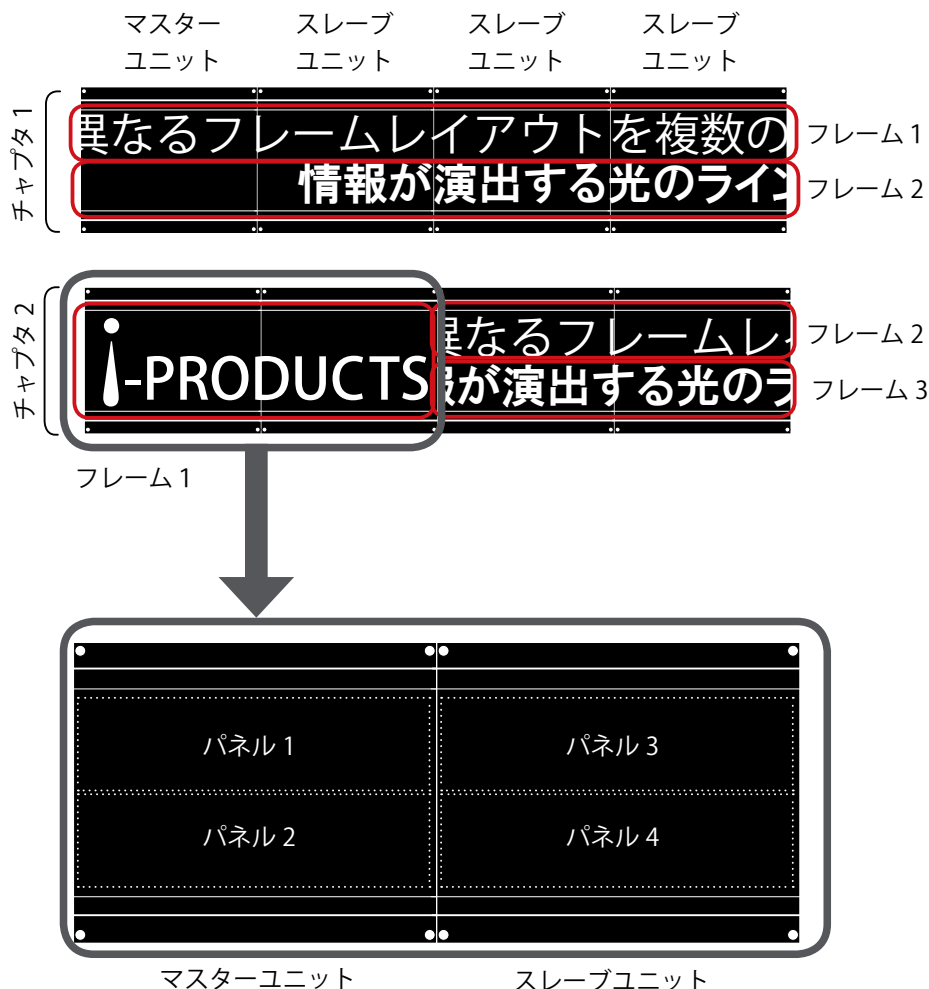 マスター スレーブ スレーブ スレーブ
ユニット ユニット ユニット ユニット
チャプタ 1
異なるフレームレイアウトを複数の フレーム 1
情報が演出する光のライン フレーム 2
チャプタ 2
i-PRODUCTS
異なるフレームレイ フレーム 2
報が演出する光のラ フレーム 3
フレーム 1
パネル 1 パネル 3
パネル 2 パネル 4
マスターユニット スレーブユニット